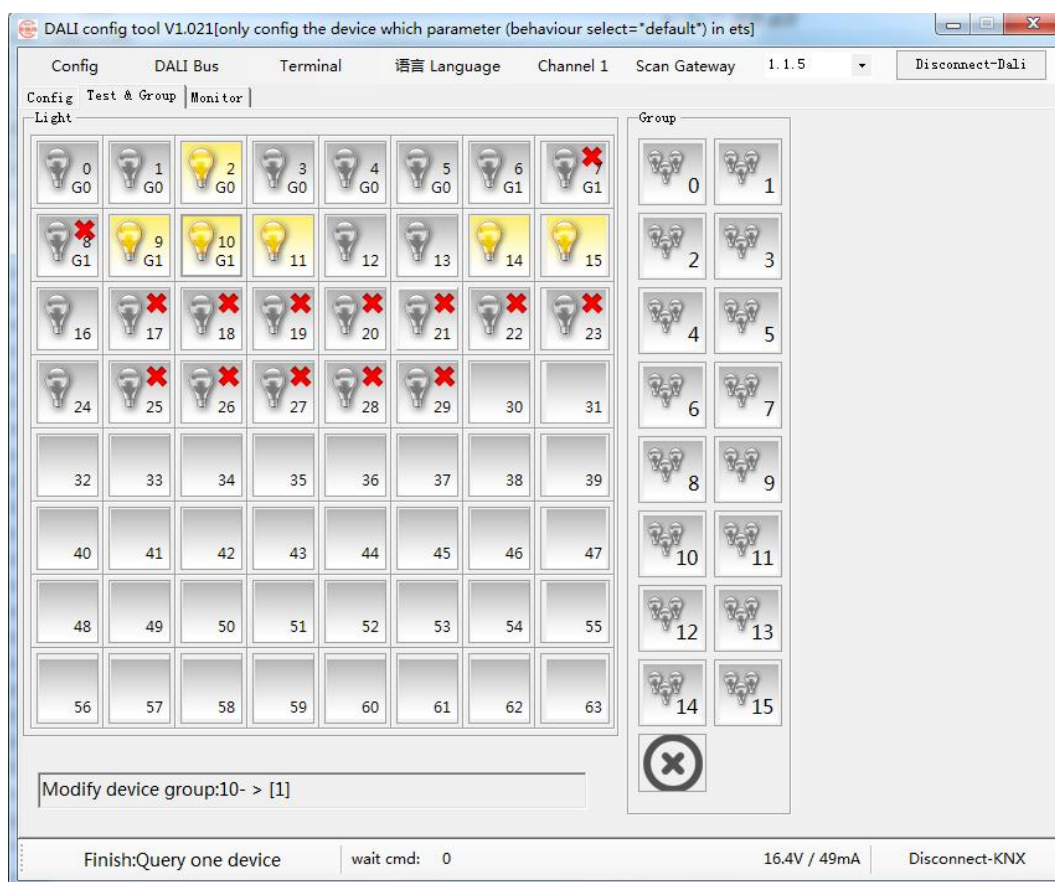 DALI config tool V1.021[only config the device which parameter (behaviour select="default") in ets]
Config DALI Bus Terminal 语言 Language Channel 1 Scan Gateway 1.1.5 Disconnect-Dali
Config Test & Group Monitor
Light Group
0 G0 1 G0 2 G0 3 G0 4 G0 5 G0 6 G1 7 G1 0 1
8 G1 9 G1 10 G1 11 12 13 14 15 2 3
16 17 18 19 20 21 22 23 4 5
24 25 26 27 28 29 30 31 6 7
32 33 34 35 36 37 38 39 8 9
40 41 42 43 44 45 46 47 10 11
48 49 50 51 52 53 54 55 12 13
56 57 58 59 60 61 62 63 14 15
Modify device group:10- > [1]
Finish:Query one device wait cmd: 0 16.4V / 49mA Disconnect-KNX